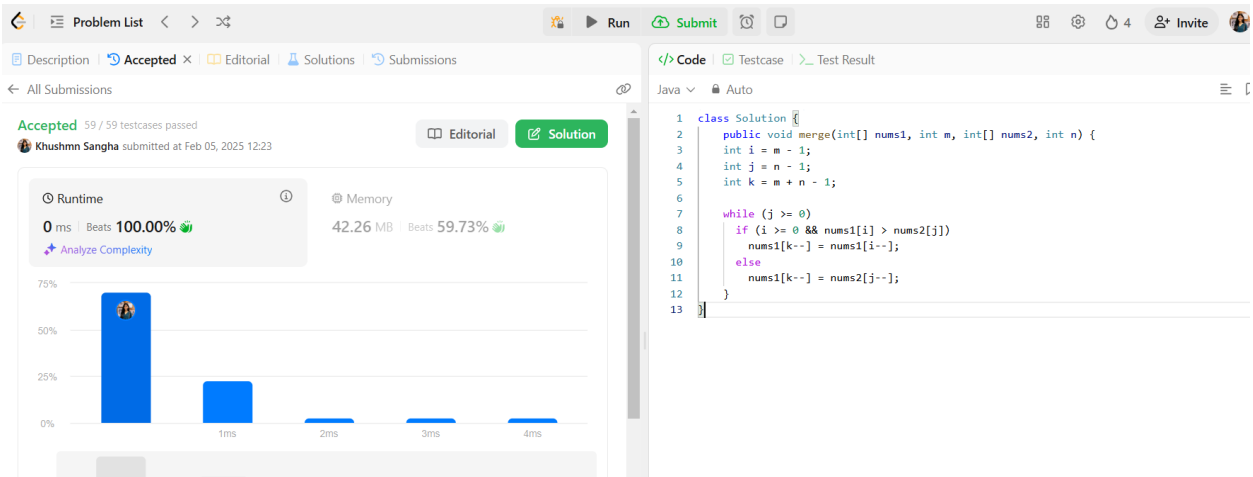 Problem List
Run
Submit
4
Invite
Description
Accepted
Editorial
Solutions
Submissions
All Submissions
Accepted 59 / 59 testcases passed
Khushmn Sangha submitted at Feb 05, 2025 12:23
Editorial
Solution
Runtime
0 ms Beats 100.00%
Analyze Complexity
Memory
42.26 MB Beats 59.73%
75%
50%
25%
0%
1ms
2ms
3ms
4ms
Code
Testcase
Test Result
Java
Auto
1 class Solution {
2 public void merge(int[] nums1, int m, int[] nums2, int n) {
3 int i = m - 1;
4 int j = n - 1;
5 int k = m + n - 1;
6
7 while (j >= 0)
8 if (i >= 0 && nums1[i] > nums2[j])
9 nums1[k--] = nums1[i--];
10 else
11 nums1[k--] = nums2[j--];
12 }
13 }